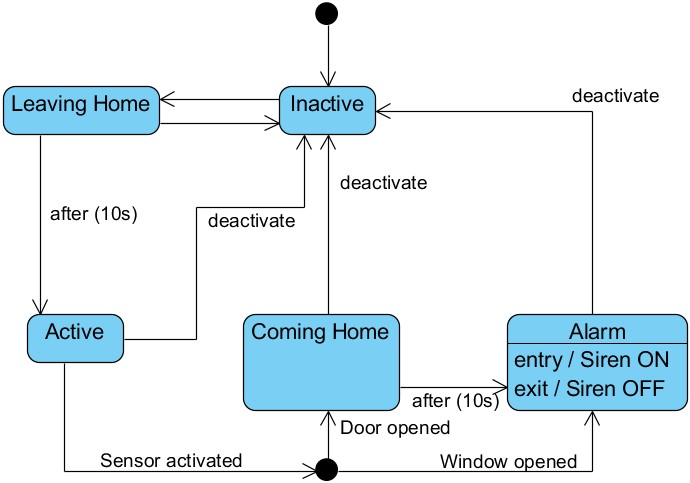 Leaving Home
Inactive
deactivate
deactivate
after (10s)
deactivate
Active
Coming Home
Alarm
entry / Siren ON
exit / Siren OFF
after (10s)
Door opened
Sensor activated
Window opened